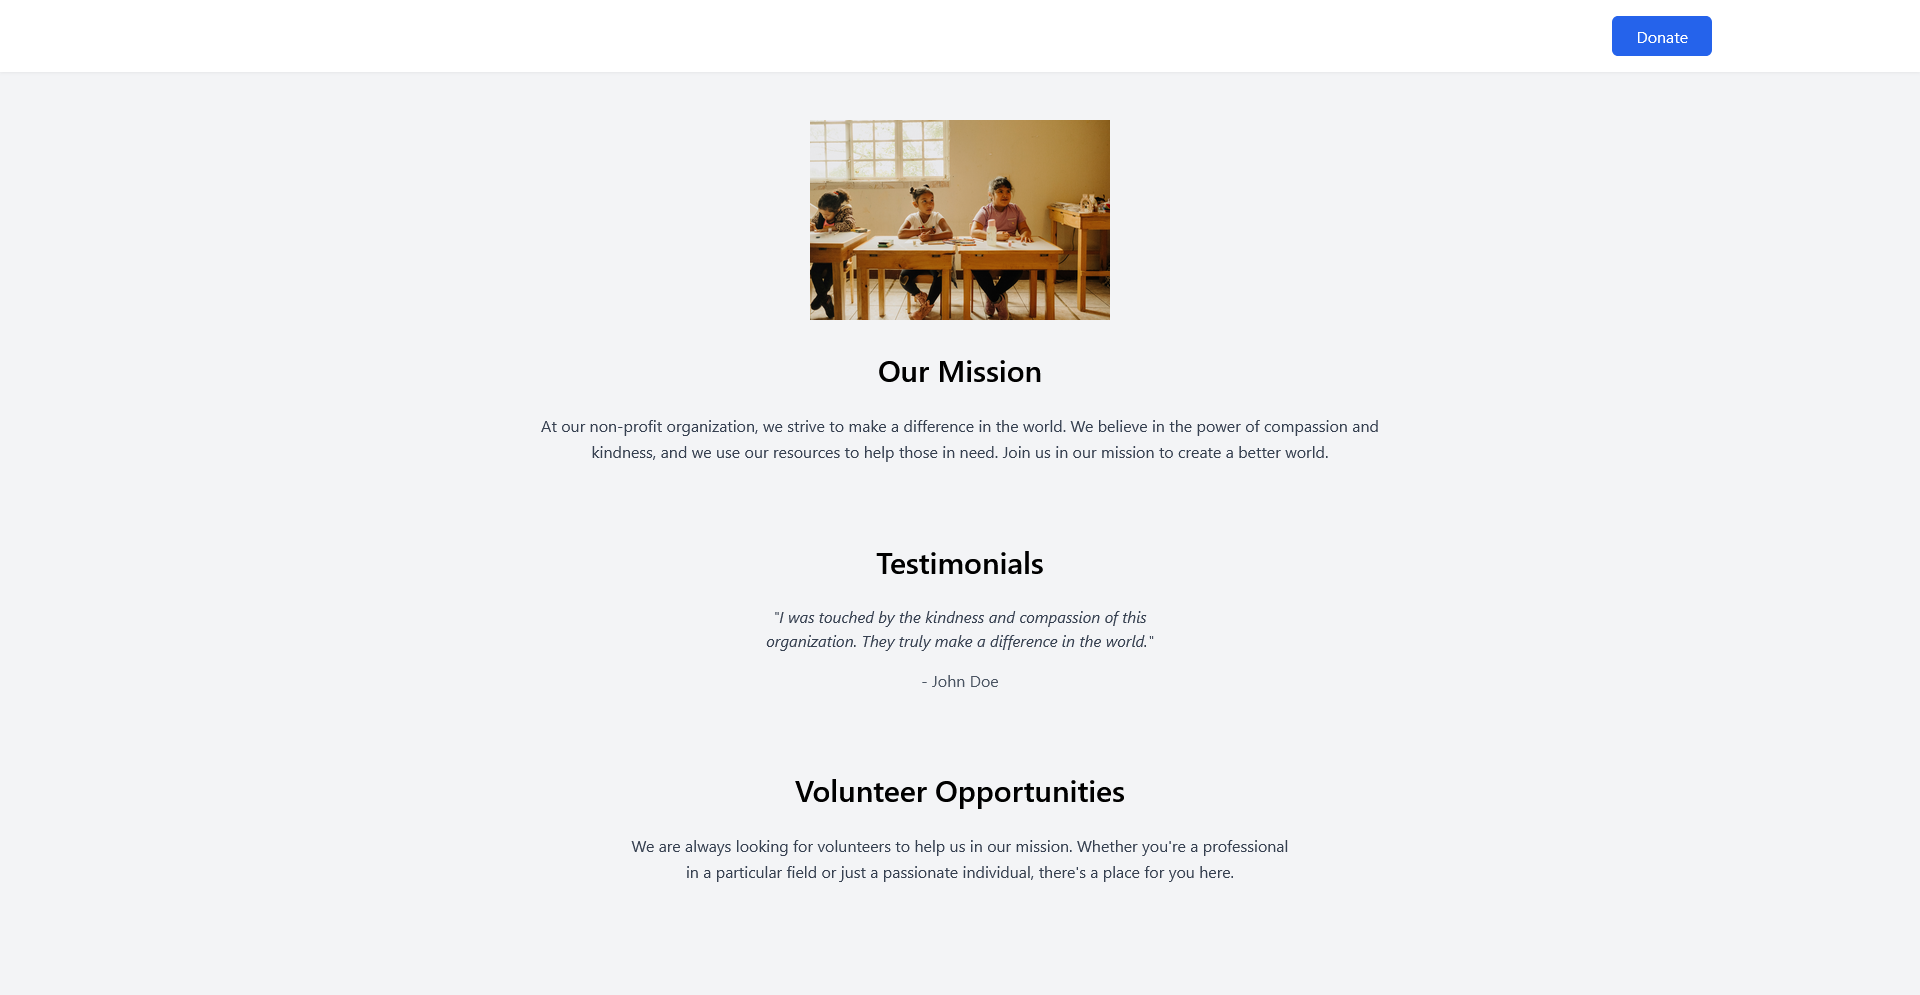 Donate
Our Mission
At our non-profit organization, we strive to make a difference in the world. We believe in the power of compassion and
kindness, and we use our resources to help those in need. Join us in our mission to create a better world.
Testimonials
"I was touched by the kindness and compassion of this
organization. They truly make a difference in the world."
- John Doe
Volunteer Opportunities
We are always looking for volunteers to help us in our mission. Whether you're a professional
in a particular field or just a passionate individual, there's a place for you here.